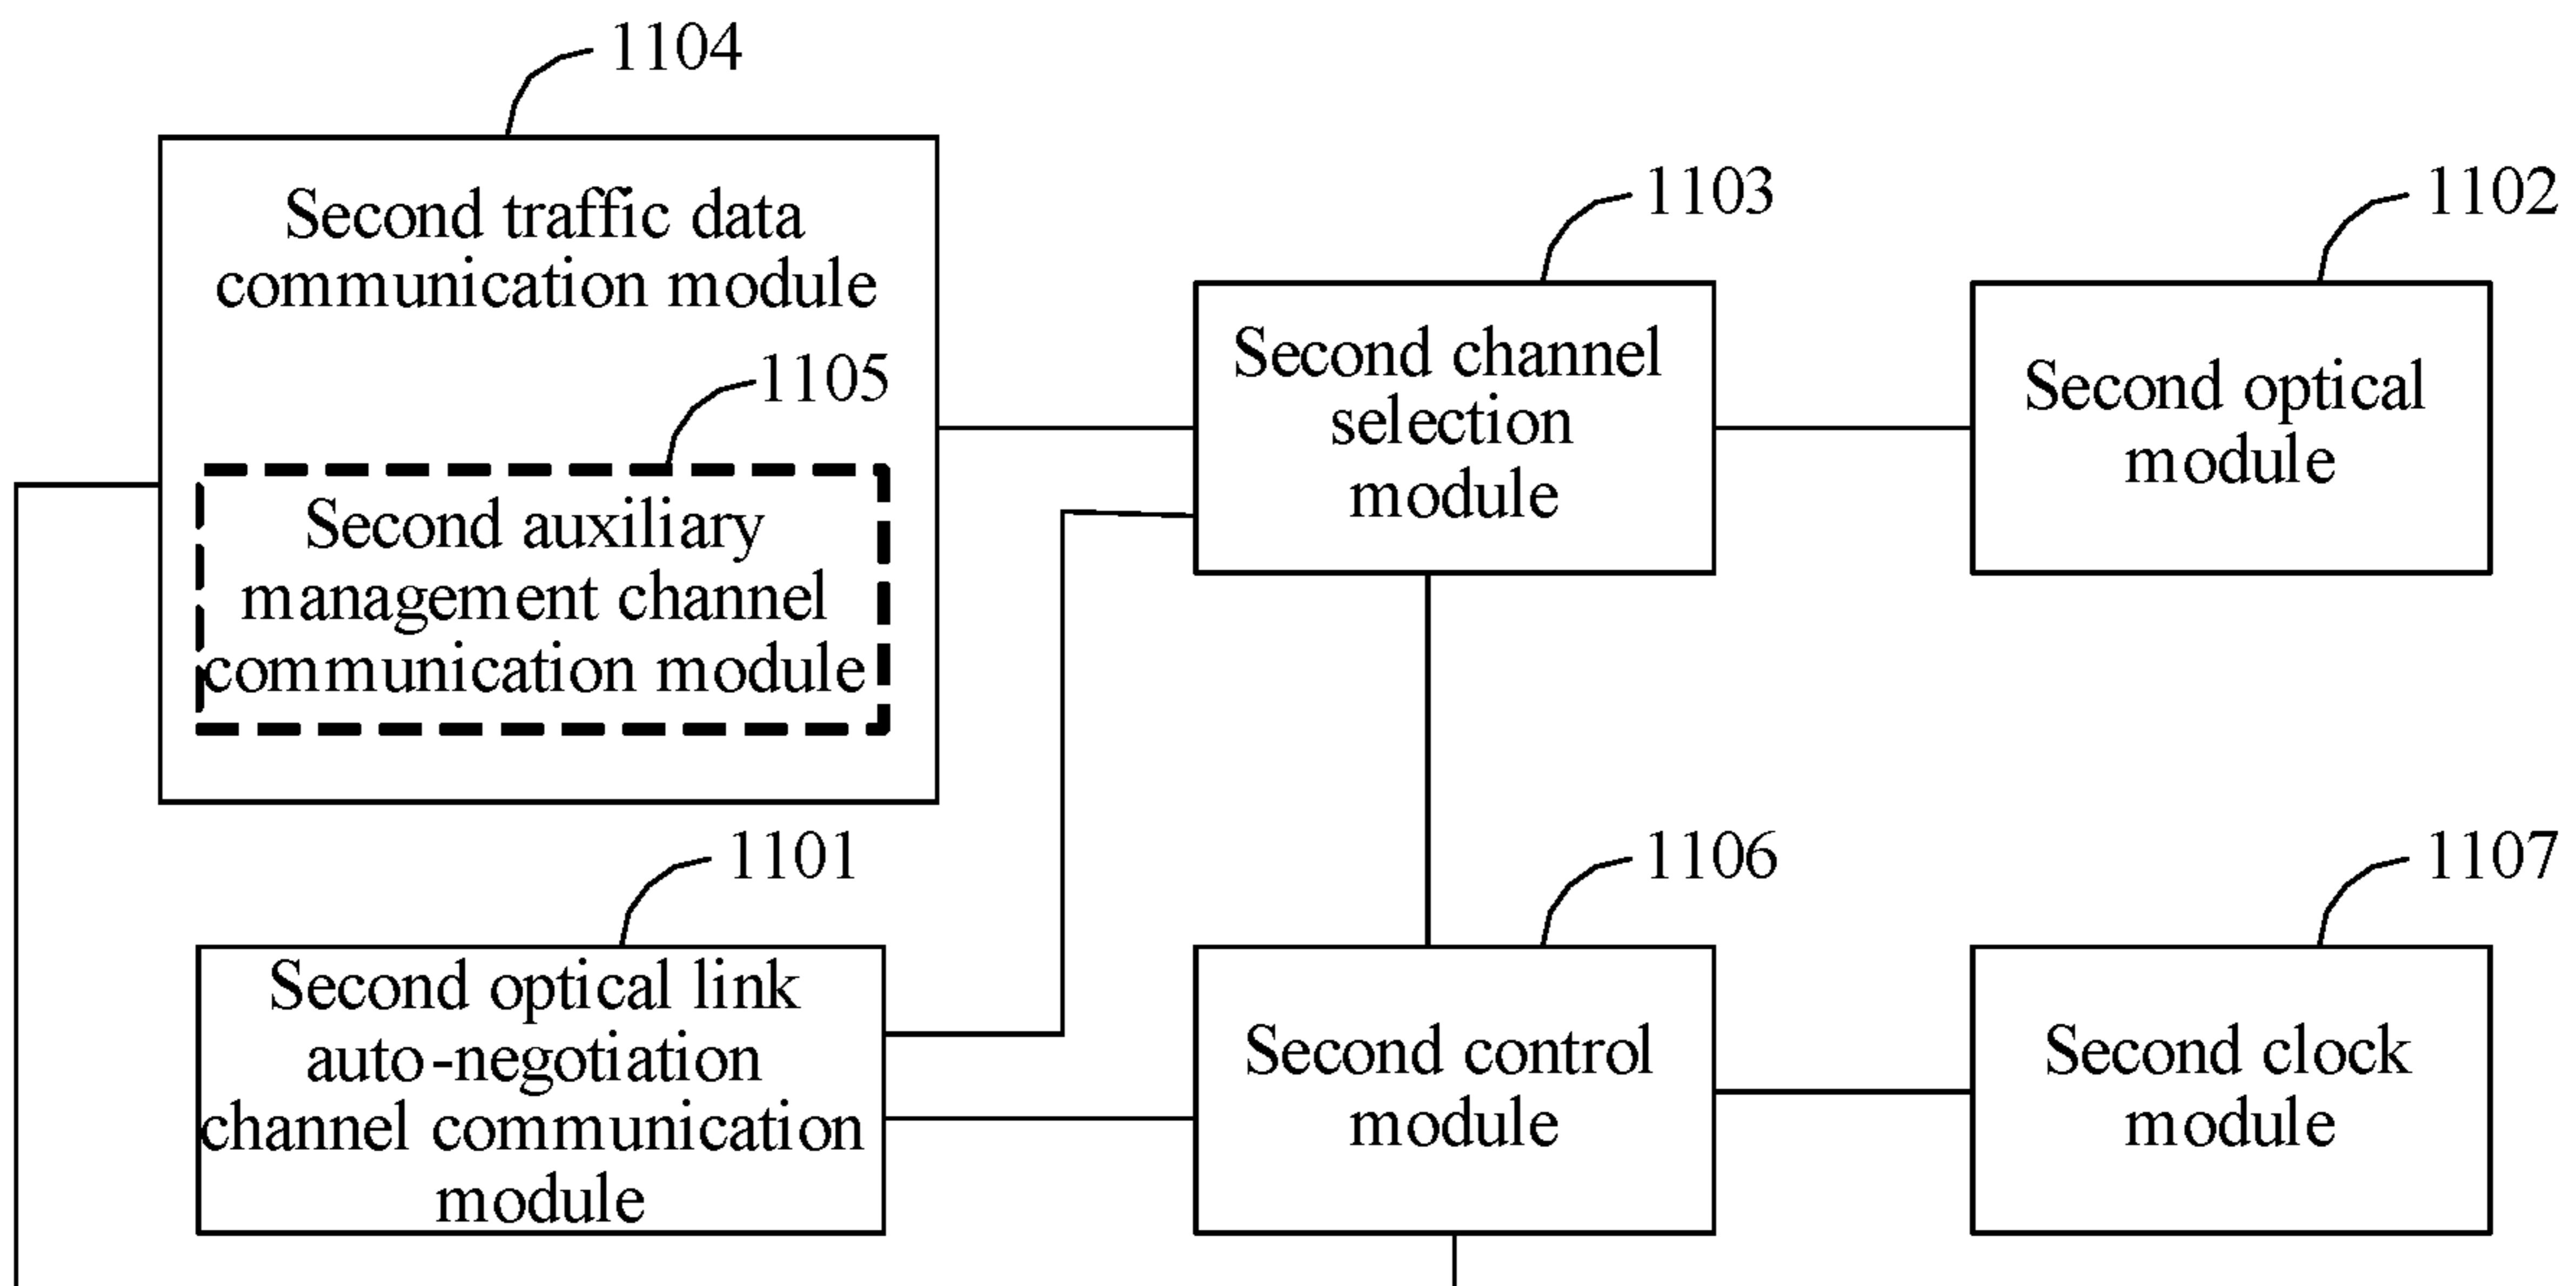 1104
Second traffic data
communication module
1105
Second auxiliary
management channel
communication module
1103
Second channel
selection
module
1102
Second optical
module
1101
Second optical link
auto-negotiation
channel communication
module
1106
Second control
module
1107
Second clock
module